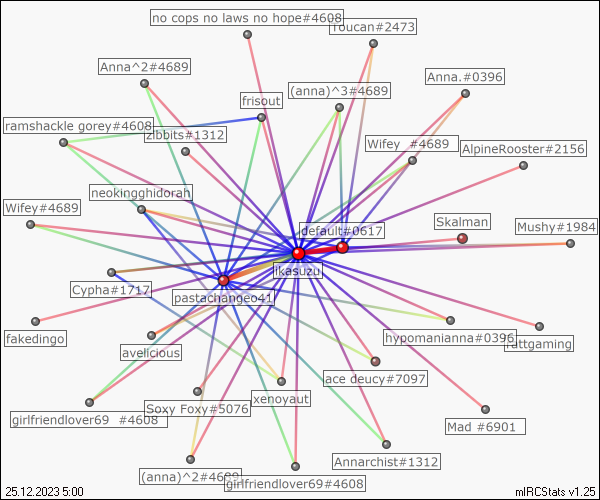 no cops no laws no hope#4608
Toucan#2473
Anna^2#4689
Anna.#0396
(anna)^3#4689
frisout
ramshackle gorey#4608
zlbbits#1312
Wifey  #4689
AlpineRooster#2156
neokingghidorah
Wifey#4689
Skalman
default#0617
Mushy#1984
ikasuzu
Cypha#1717
pastachangeo41
fakedingo
hypomanianna#0396
rattgaming
avelicious
ace deucy#7097
xenoyaut
Soxy Foxy#5076
girlfriendlover69  #4608
Mad #6901
Annarchist#1312
(anna)^2#4689
girlfriendlover69#4608
25.12.2023 5:00
mIRCStats v1.25